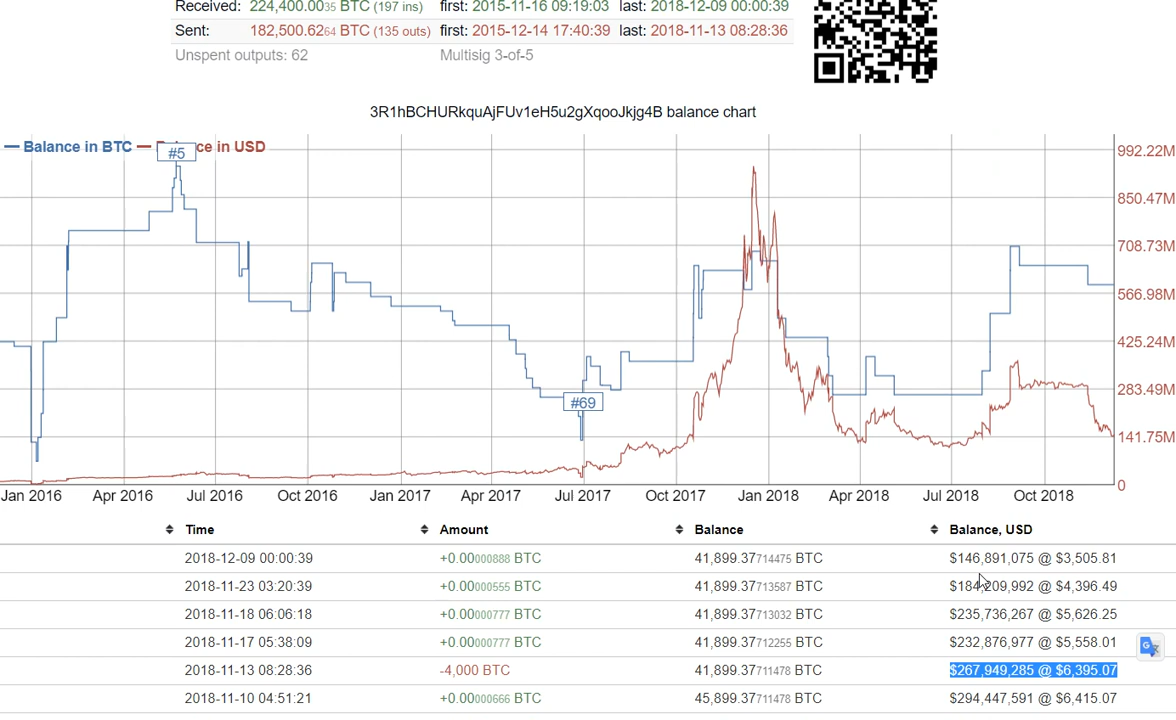 Received: 224,400.0035 BTC (197 ins) first: 2015-11-16 09:19:03 last: 2018-12-09 00:00:39
Sent: 182,500.6264 BTC (135 outs) first: 2015-12-14 17:40:39 last: 2018-11-13 08:28:36
Unspent outputs: 62 Multisig 3-of-5
3R1hBCHURkquAjFUv1eH5u2gXqooJkjg4B balance chart
Balance in BTC Balance in USD
#5
#69
992.22M
850.47M
708.73M
566.98M
425.24M
283.49M
141.75M
0
Jan 2016 Apr 2016 Jul 2016 Oct 2016 Jan 2017 Apr 2017 Jul 2017 Oct 2017 Jan 2018 Apr 2018 Jul 2018 Oct 2018
Time Amount Balance Balance, USD
2018-12-09 00:00:39 +0.00000888 BTC 41,899.37714475 BTC $146,891,075 @ $3,505.81
2018-11-23 03:20:39 +0.00000555 BTC 41,899.37713587 BTC $184,209,992 @ $4,396.49
2018-11-18 06:06:18 +0.00000777 BTC 41,899.37713032 BTC $235,736,267 @ $5,626.25
2018-11-17 05:38:09 +0.00000777 BTC 41,899.37712255 BTC $232,876,977 @ $5,558.01
2018-11-13 08:28:36 -4,000 BTC 41,899.37711478 BTC $267,949,285 @ $6,395.07
2018-11-10 04:51:21 +0.00000666 BTC 45,899.37711478 BTC $294,447,591 @ $6,415.07